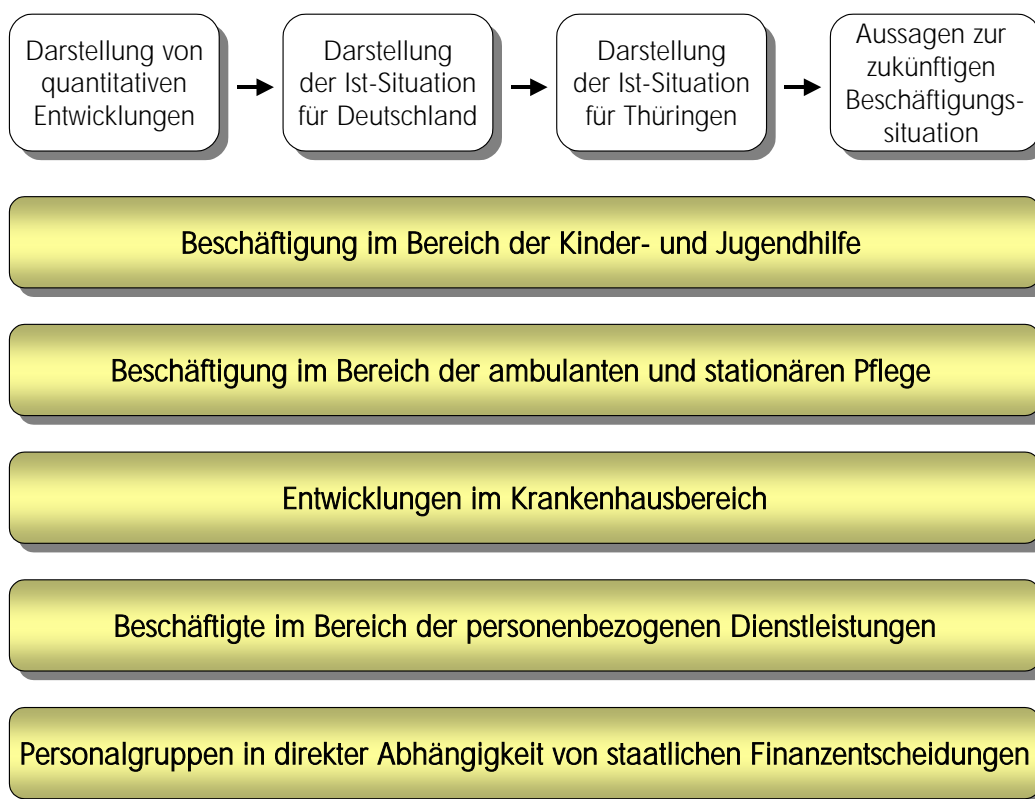 Darstellung von
quantitativen
Entwicklungen
Darstellung
der Ist-Situation
für Deutschland
Darstellung
der Ist-Situation
für Thüringen
Aussagen zur
zukünftigen
Beschäftigungs-
situation
Beschäftigung im Bereich der Kinder- und Jugendhilfe
Beschäftigung im Bereich der ambulanten und stationären Pflege
Entwicklungen im Krankenhausbereich
Beschäftigte im Bereich der personenbezogenen Dienstleistungen
Personalgruppen in direkter Abhängigkeit von staatlichen Finanzentscheidungen